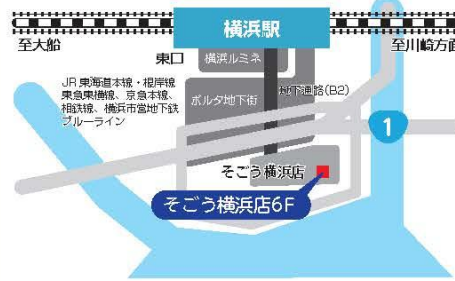 横浜駅
至大船
至川崎方面
東口
横浜ルミネ
JR 東海道本線・根岸線
東急東横線、京急本線、
相鉄線、横浜市営地下鉄
ブルーライン
ポルタ地下街
地下通路(B2)
1
そごう横浜店
そごう横浜店6F